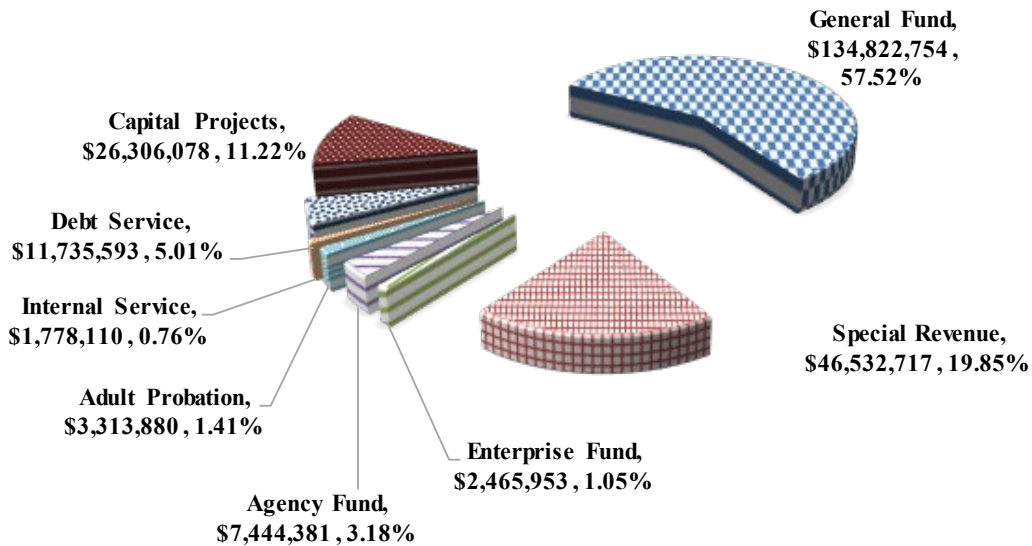 General Fund,
$134,822,754 ,
57.52%
Capital Projects,
$26,306,078 , 11.22%
Debt Service,
$11,735,593 , 5.01%
Internal Service,
$1,778,110 , 0.76%
Special Revenue,
$46,532,717 , 19.85%
Adult Probation,
$3,313,880 , 1.41%
Enterprise Fund,
$2,465,953 , 1.05%
Agency Fund,
$7,444,381 , 3.18%